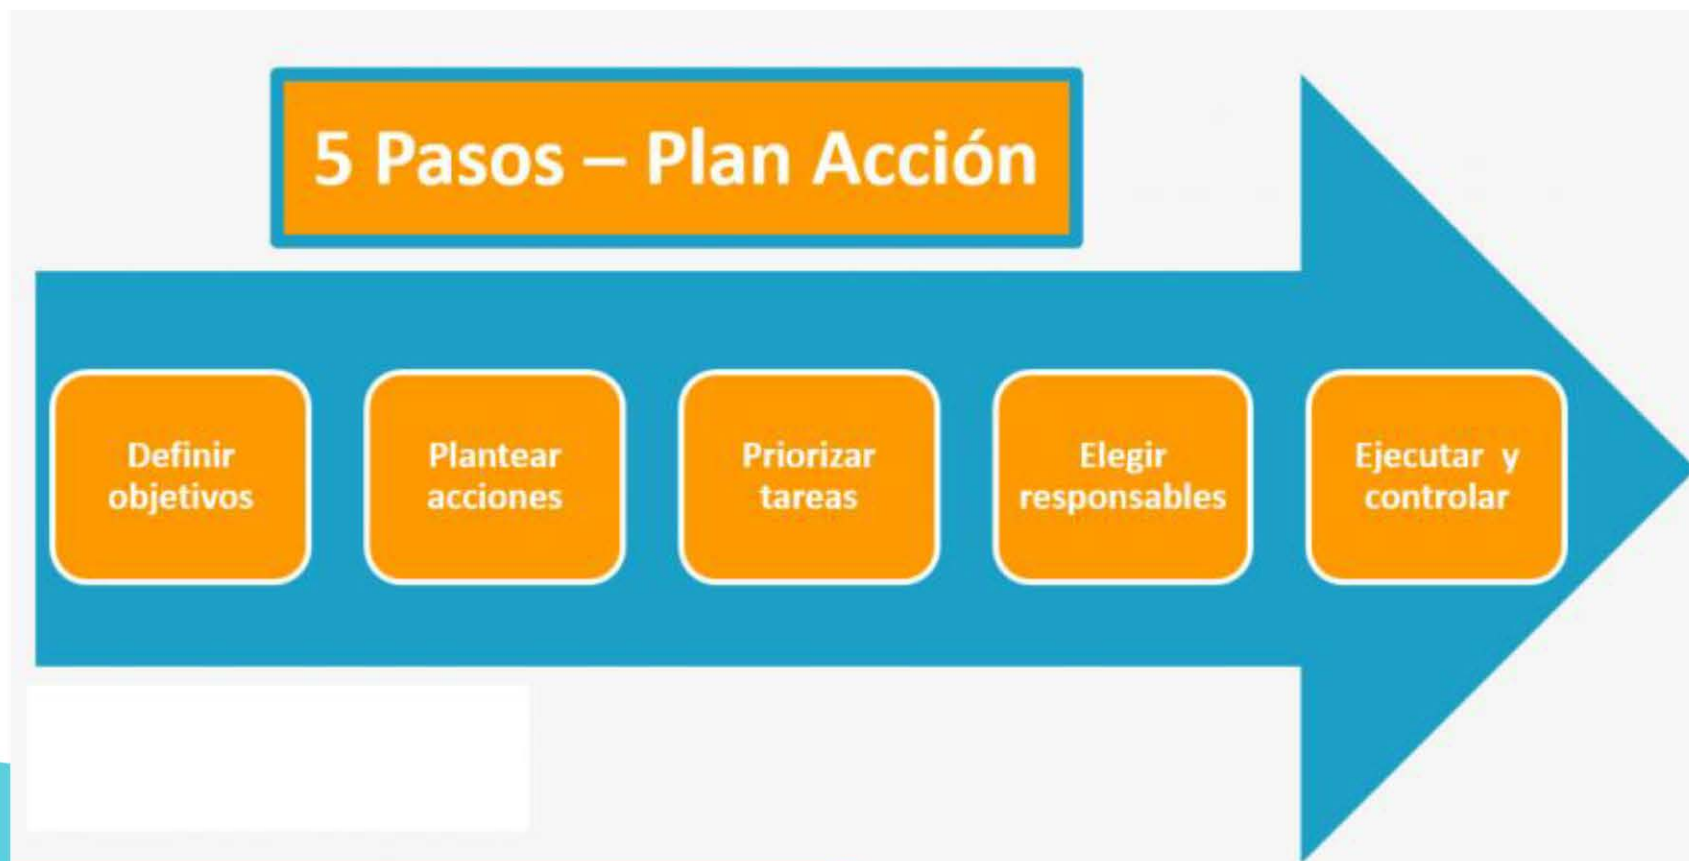 5 Pasos – Plan Acción
Definir
objetivos
Plantear
acciones
Priorizar
tareas
Elegir
responsables
Ejecutar y
controlar